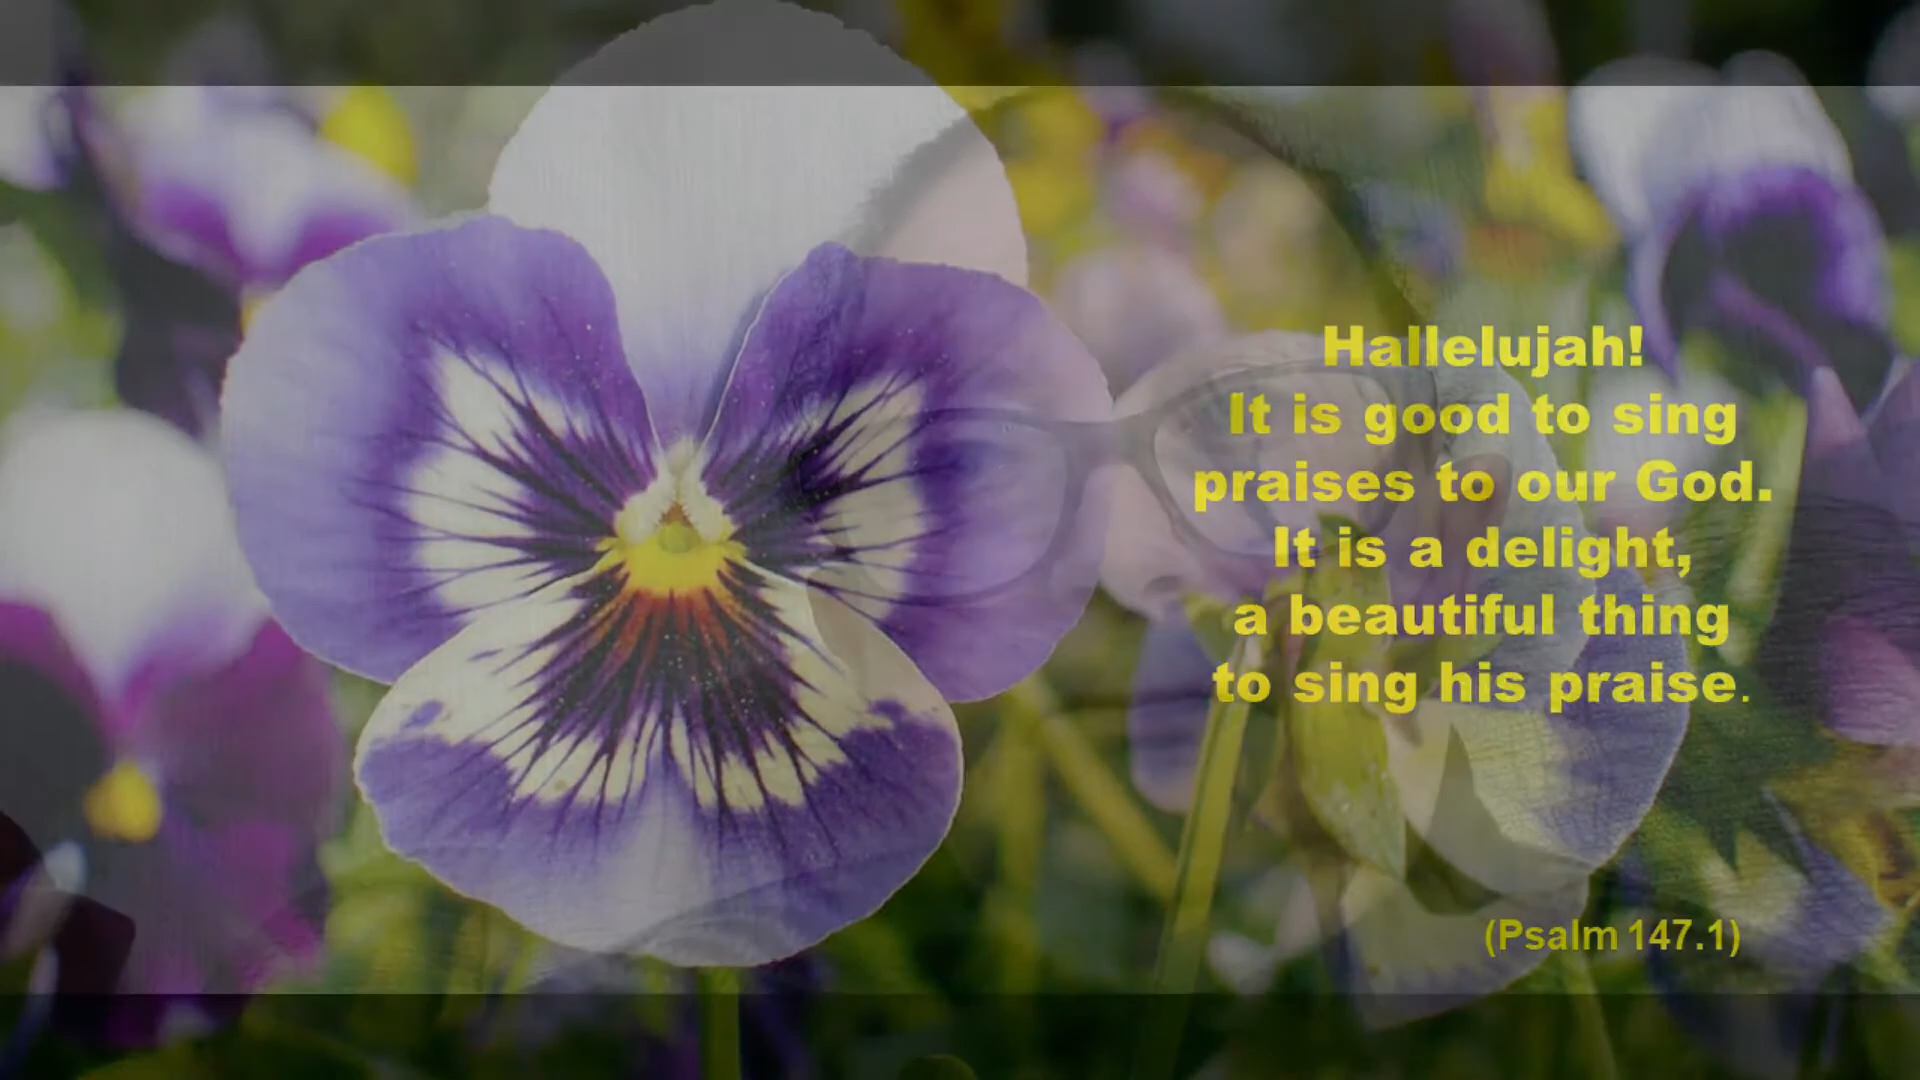 Hallelujah!
It is good to sing
praises to our God.
It is a delight,
a beautiful thing
to sing his praise.
(Psalm 147.1)